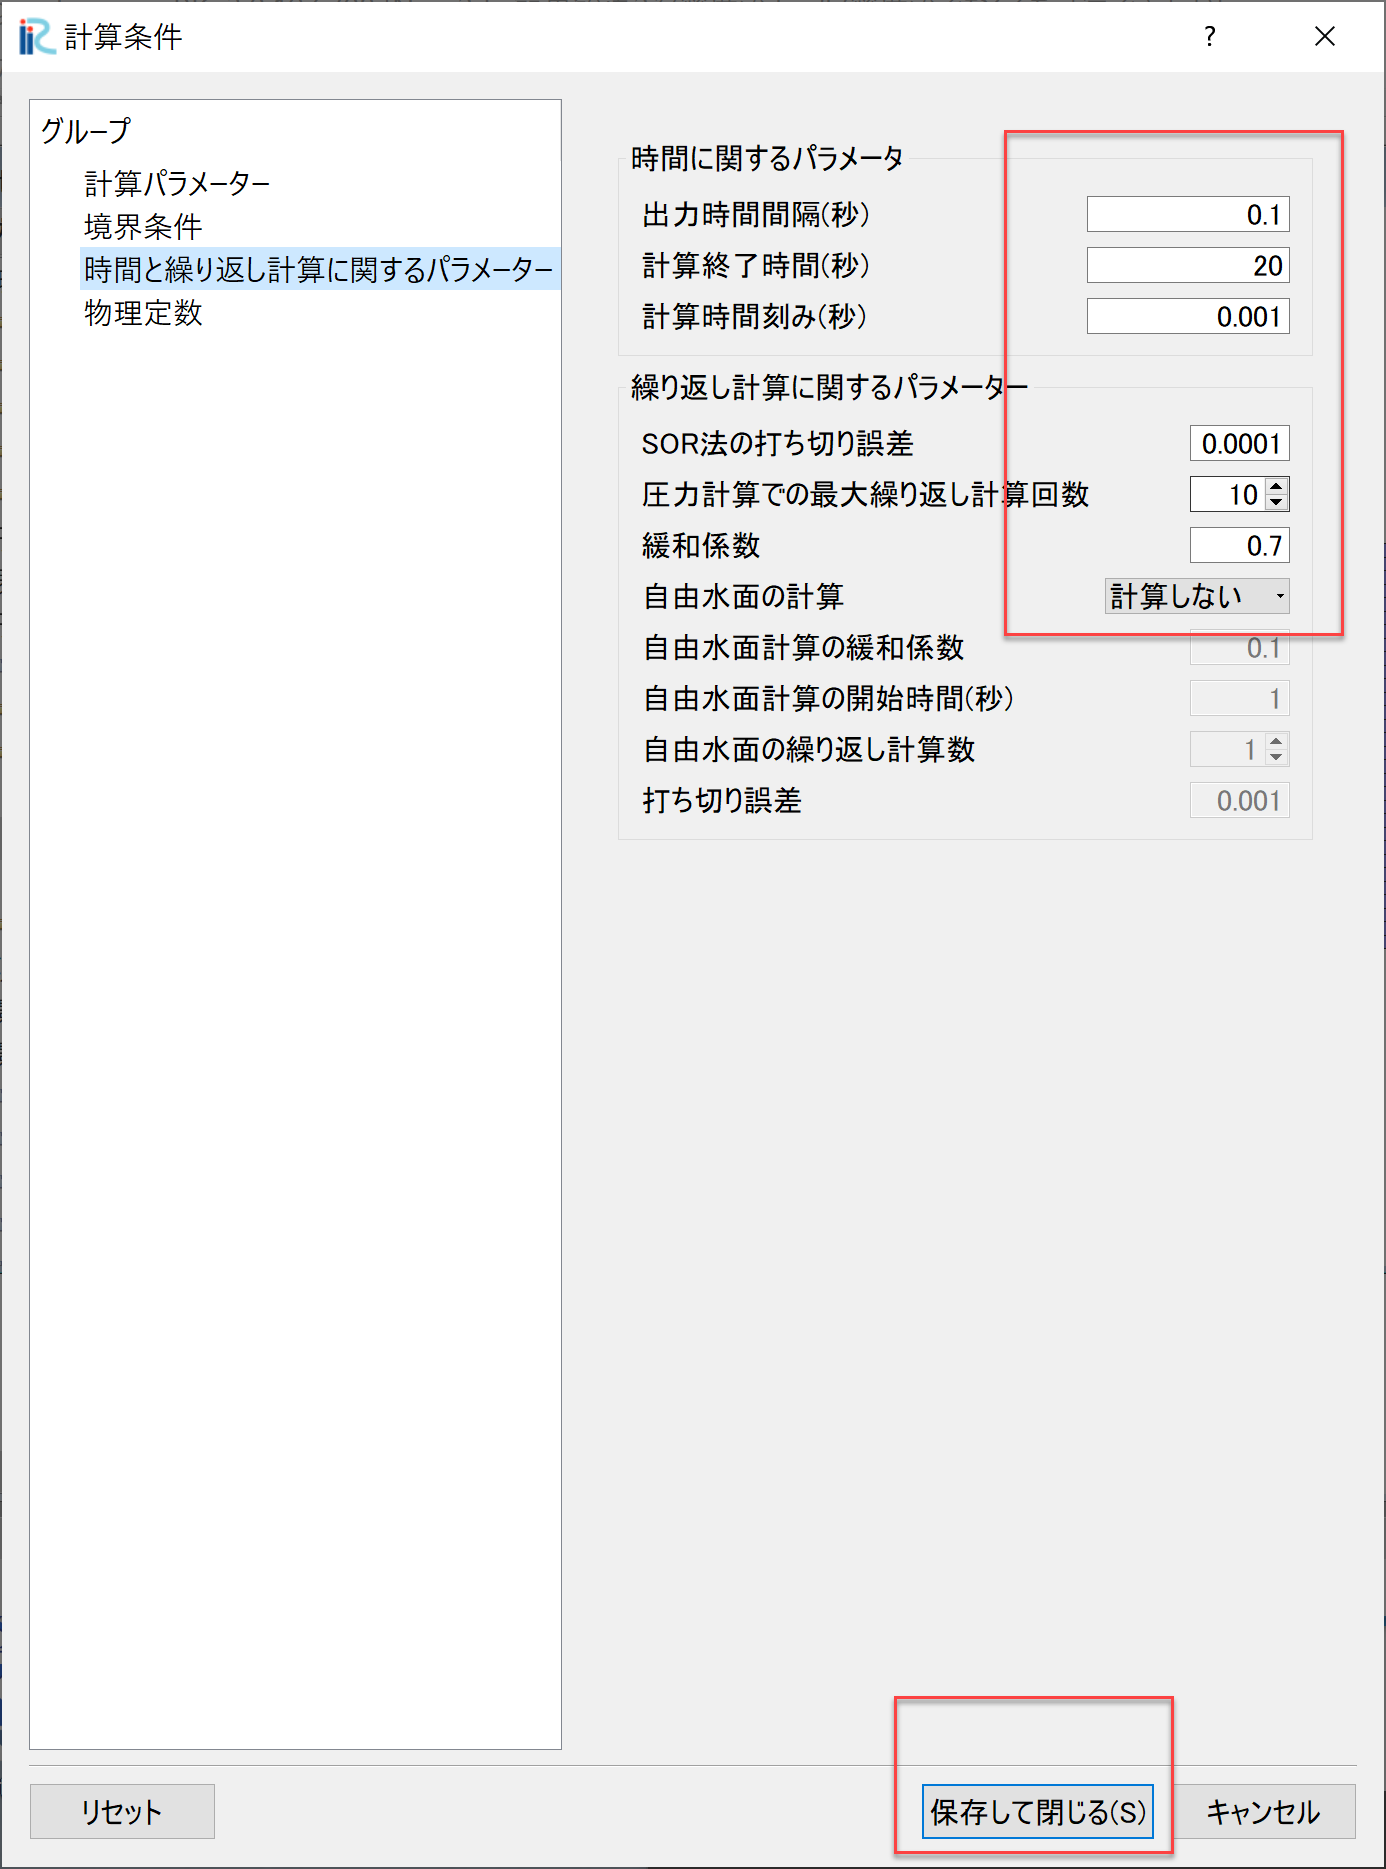 iRC 計算条件
?
グループ
計算パラメーター
境界条件
時間と繰り返し計算に関するパラメーター
物理定数
時間に関するパラメータ
出力時間間隔(秒) 0.1
計算終了時間(秒) 20
計算時間刻み(秒) 0.001
繰り返し計算に関するパラメーター
SOR法の打ち切り誤差 0.0001
圧力計算での最大繰り返し計算回数 10
緩和係数 0.7
自由水面の計算 計算しない
自由水面計算の緩和係数 0.1
自由水面計算の開始時間(秒) 1
自由水面の繰り返し計算数 1
打ち切り誤差 0.001
リセット 保存して閉じる(S) キャンセル